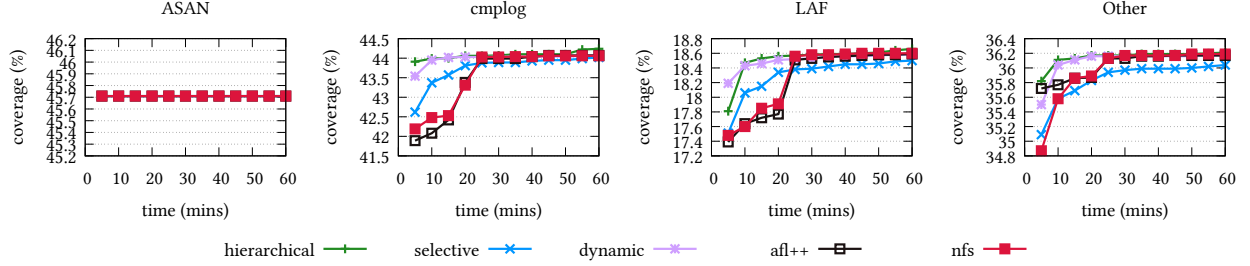 ASAN
cmplog
LAF
Other
coverage (%)
46.2
46.1
46
45.9
45.8
45.7
45.6
45.5
45.4
45.3
45.2
0 10 20 30 40 50 60
time (mins)
coverage (%)
44.5
44
43.5
43
42.5
42
41.5
0 10 20 30 40 50 60
time (mins)
coverage (%)
18.8
18.6
18.4
18.2
18
17.8
17.6
17.4
17.2
0 10 20 30 40 50 60
time (mins)
coverage (%)
36.4
36.2
36
35.8
35.6
35.4
35.2
35
34.8
0 10 20 30 40 50 60
time (mins)
hierarchical selective dynamic afl++ nfs